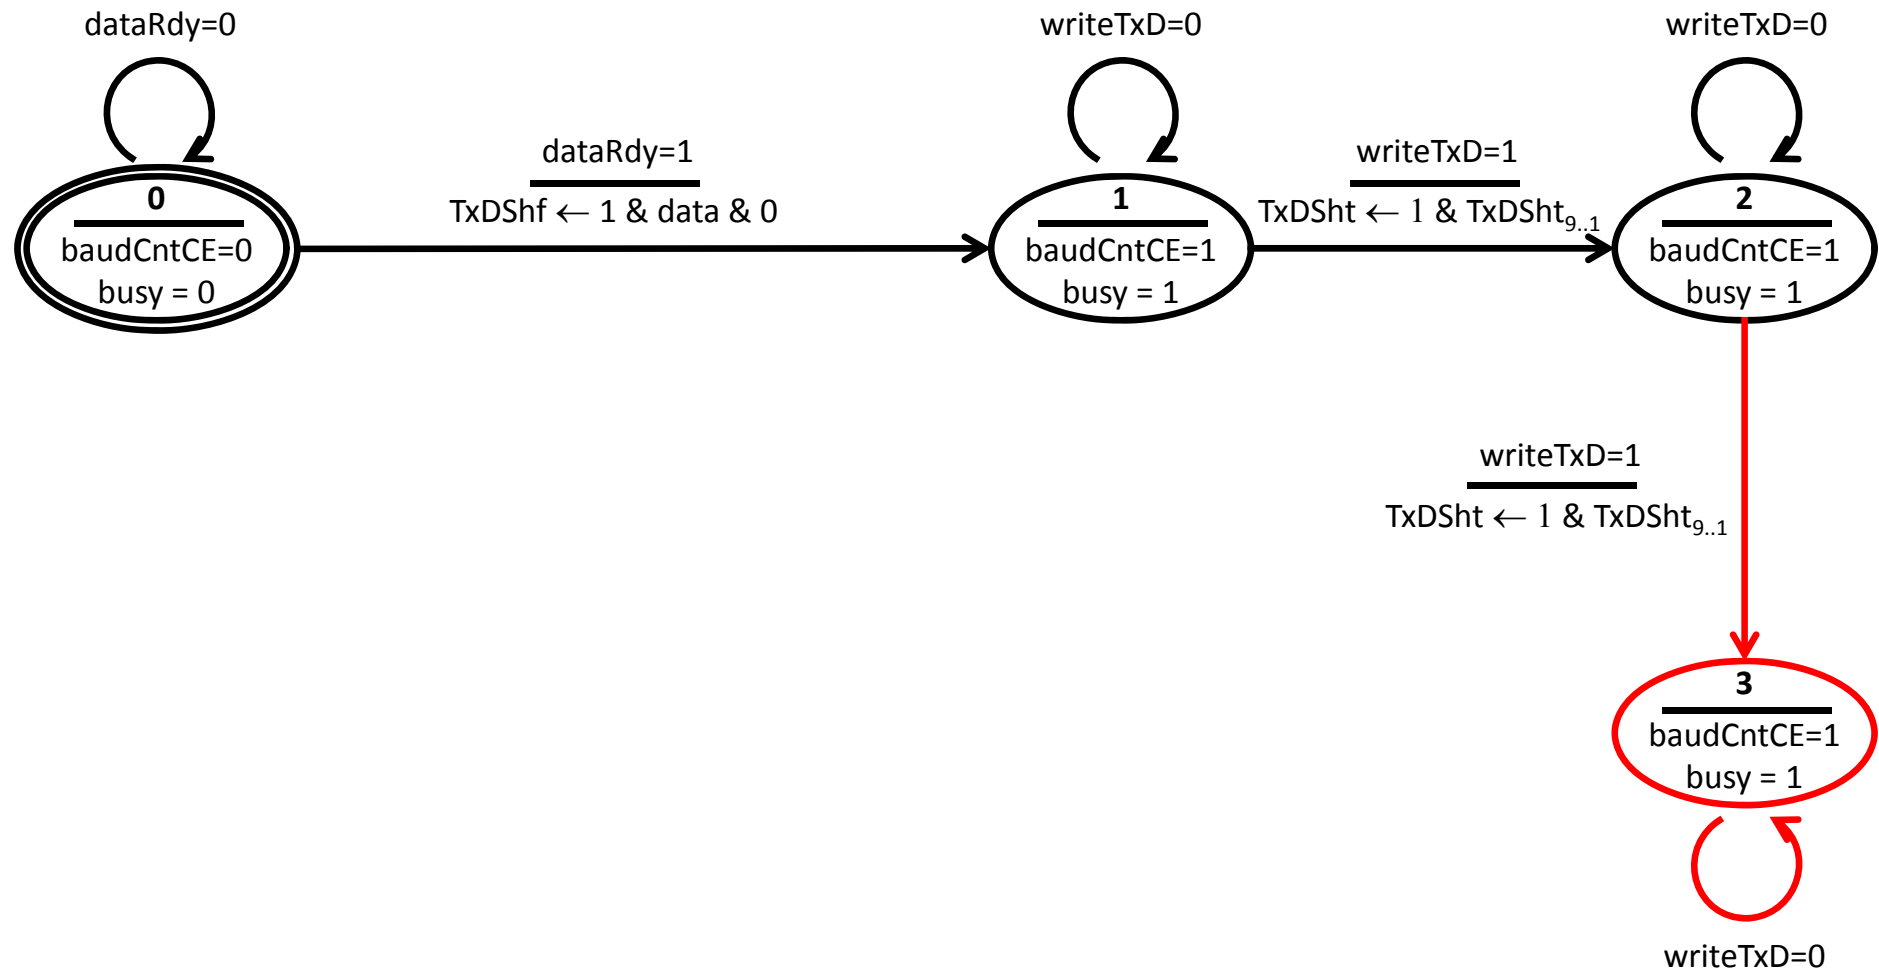 dataRdy=0
writeTxD=0
writeTxD=0
dataRdy=1
TxDShf ← 1 & data & 0
writeTxD=1
TxDSht ← 1 & TxDSht9..1
0
baudCntCE=0
busy = 0
1
baudCntCE=1
busy = 1
2
baudCntCE=1
busy = 1
writeTxD=1
TxDSht ← 1 & TxDSht9..1
3
baudCntCE=1
busy = 1
writeTxD=0